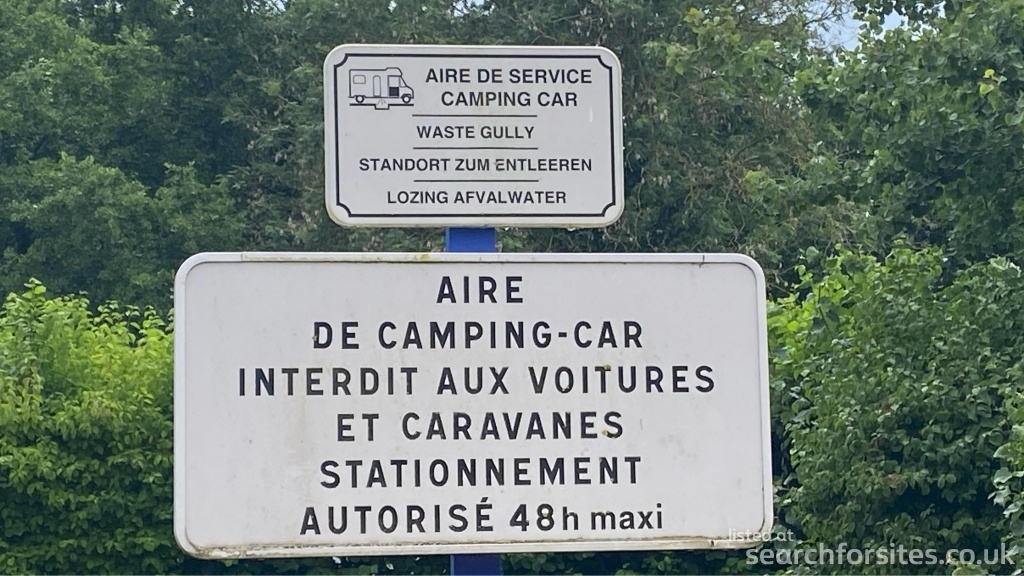 AIRE DE SERVICE
CAMPING CAR
WASTE GULLY
STANDORT ZUM ENTLEEREN
LOZING AFVALWATER
AIRE
DE CAMPING-CAR
INTERDIT AUX VOITURES
ET CARAVANES
STATIONNEMENT
AUTORISÉ 48h maxi
listed at
searchforsites.co.uk